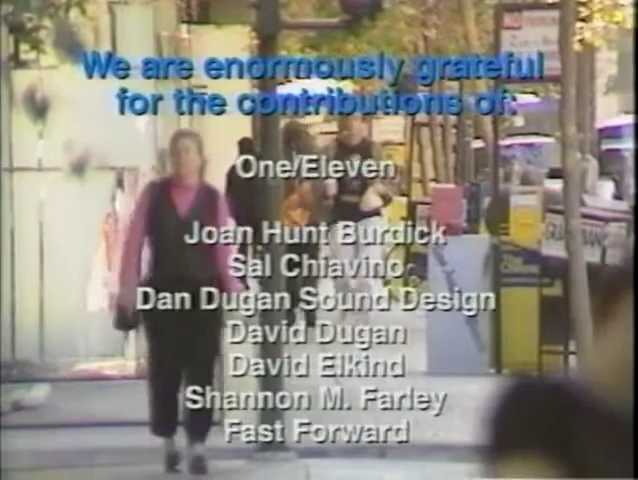 We are enormously grateful
for the contributions of:
One/Eleven
Joan Hunt Burdick
Sal Chiavino
Dan Dugan Sound Design
David Dugan
David Elkind
Shannon M. Farley
Fast Forward